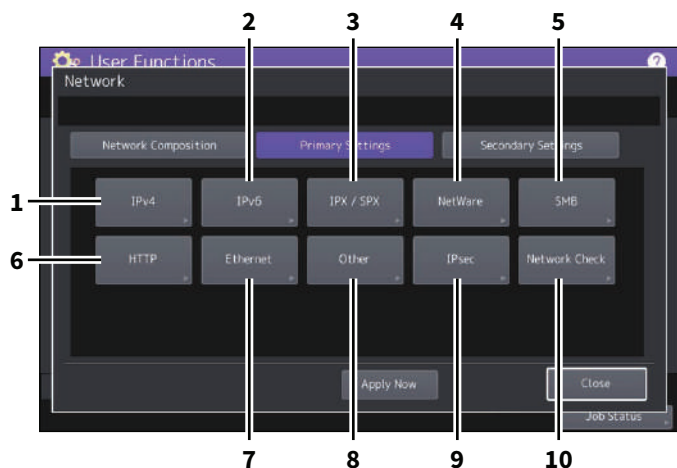 2 3 4 5
User Functions ?
Network
Network Composition Primary Settings Secondary Settings
1 IPv4 IPv6 IPX / SPX NetWare SMB
6 HTTP Ethernet Other IPsec Network Check
Apply Now Close
Job Status
7 8 9 10